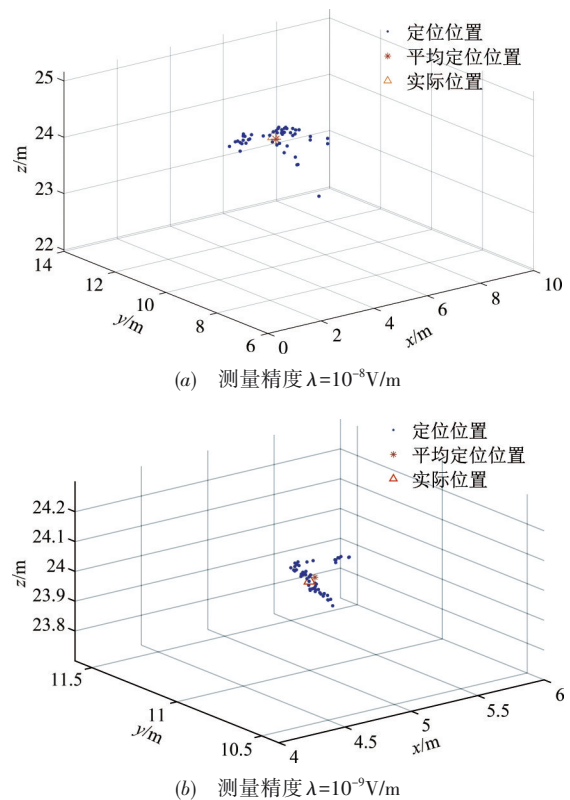 定位位置
平均定位位置
实际位置
25
24
23
22
z/m
14
12
10
8
6
y/m
0
2
4
6
8
10
x/m
(a) 测量精度λ=10⁻⁸V/m
定位位置
平均定位位置
实际位置
24.2
24.1
24
23.9
23.8
z/m
11.5
11
10.5
y/m
4
4.5
5
5.5
6
x/m
(b) 测量精度λ=10⁻⁹V/m